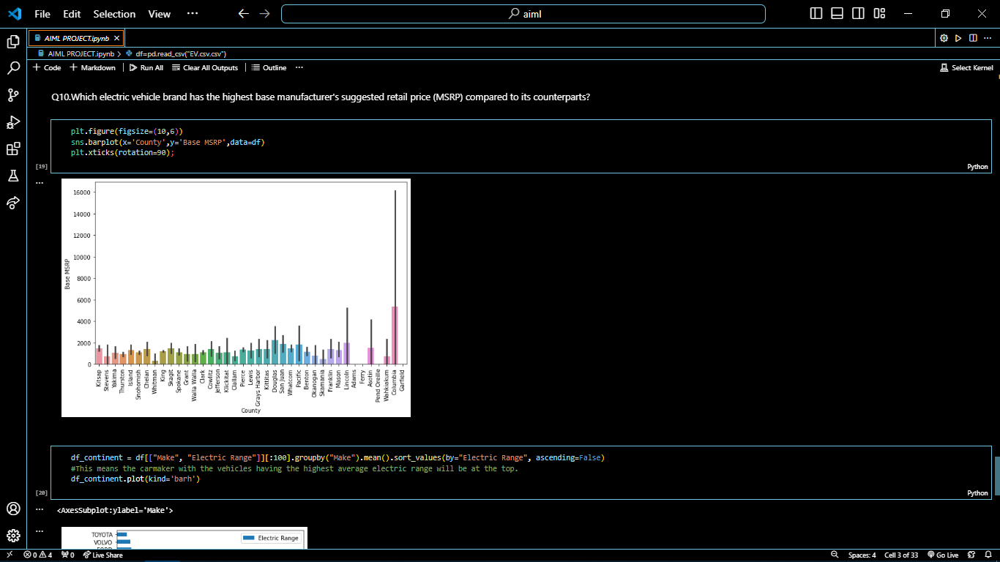 File Edit Selection View ··· aiml
AIML PROJECT.ipynb
AIML PROJECT.ipynb > df=pd.read_csv("EV.csv.csv")
+ Code + Markdown | Run All Clear All Outputs | Outline ··· Select Kernel
Q10.Which electric vehicle brand has the highest base manufacturer's suggested retail price (MSRP) compared to its counterparts?
plt.figure(figsize=(10,6))
sns.barplot(x='County',y='Base MSRP',data=df)
plt.xticks(rotation=90);
[19] Python
16000
14000
12000
10000
8000
6000
4000
2000
0
Base MSRP
Kitsap Stevens Yakima Thurston Island Snohomish Chelan Whitman King Skagit Spokane Grant Walla Walla Clark Cowlitz Jefferson Klickitat Clallam Pierce Lewis Grays Harbor Kittitas Douglas San Juan Whatcom Pacific Benton Okanogan Skamania Franklin Mason Lincoln Adams Ferry Asotin Pend Oreille Wahkiakum Columbia Garfield
County
df_continent = df[["Make", "Electric Range"]][:100].groupby("Make").mean().sort_values(by="Electric Range", ascending=False)
#This means the carmaker with the vehicles having the highest average electric range will be at the top.
df_continent.plot(kind='barh')
[20] Python
<AxesSubplot:ylabel='Make'>
TOYOTA
VOLVO
Electric Range
0 4 0 Live Share Spaces: 4 Cell 3 of 33 Go Live